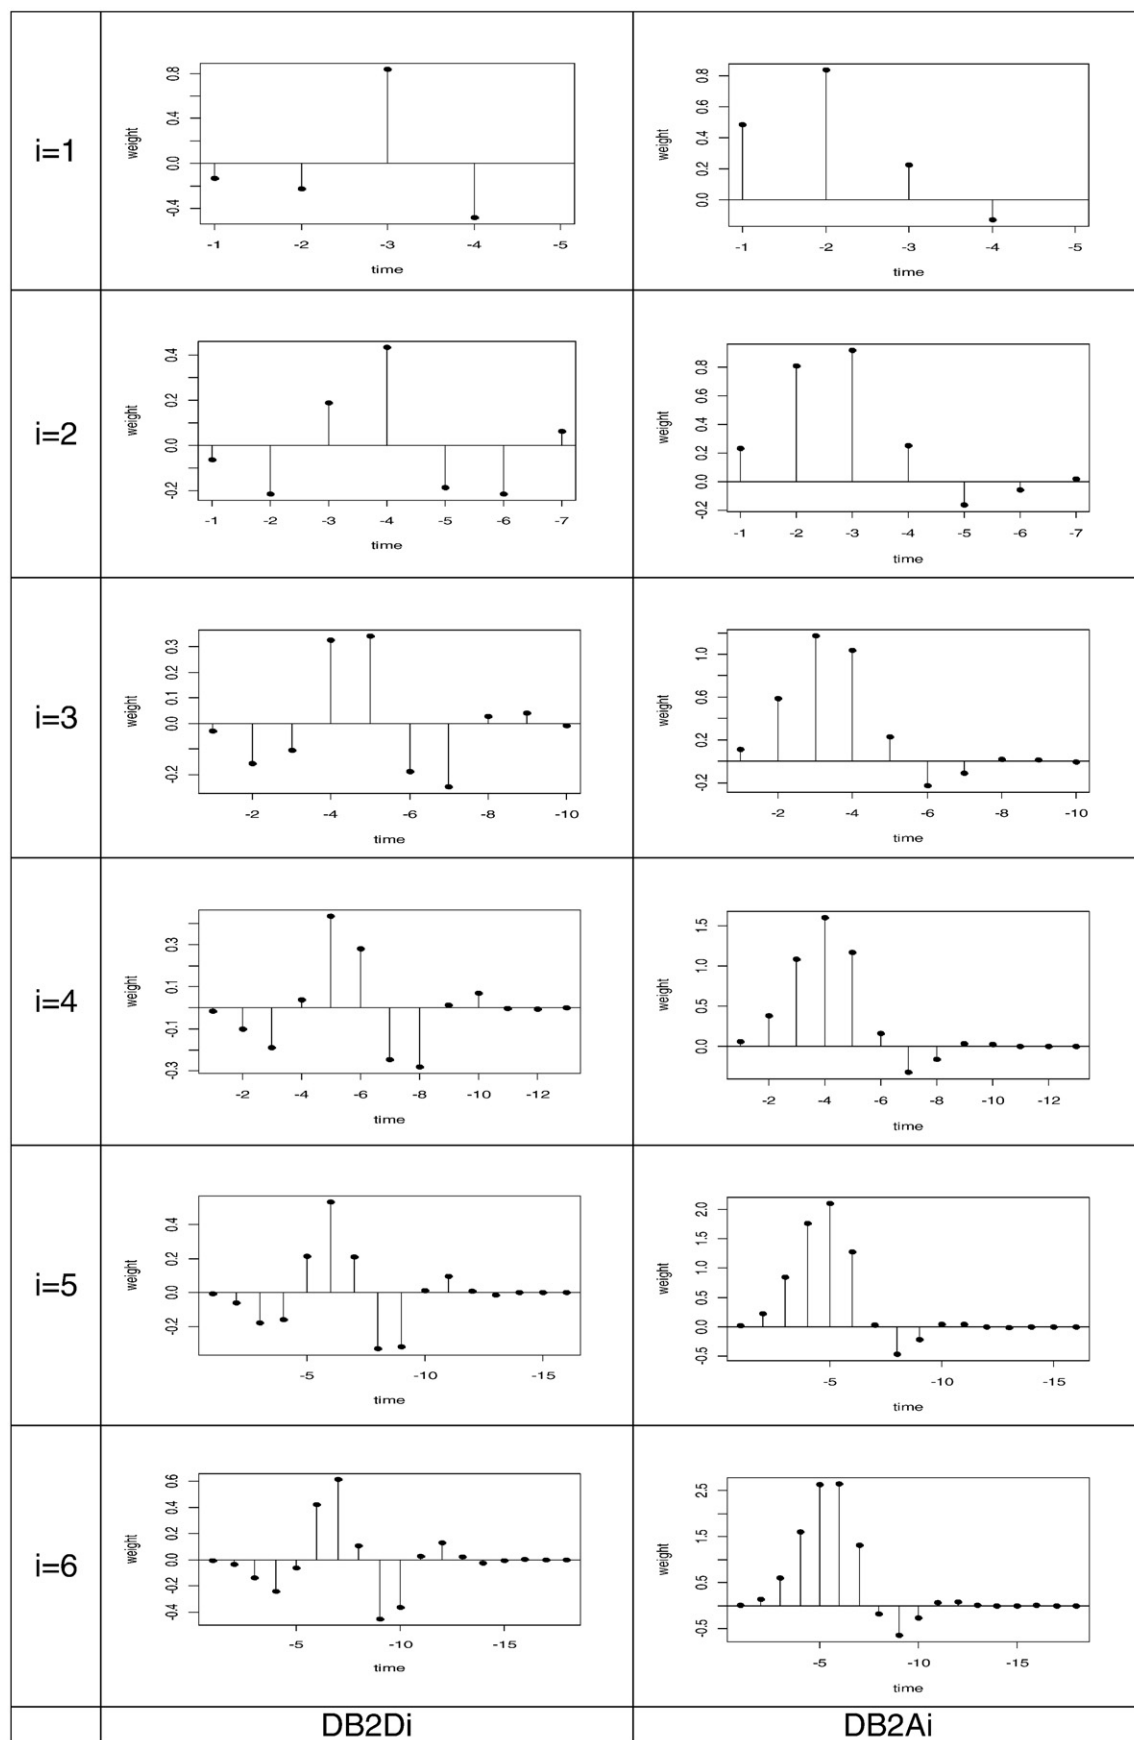 i=1
weight
0.8
0.4
0.0
-0.4
-1 -2 -3 -4 -5
time
weight
0.8
0.6
0.4
0.2
0.0
-1 -2 -3 -4 -5
time
i=2
weight
0.4
0.2
0.0
-0.2
-1 -2 -3 -4 -5 -6 -7
time
weight
0.8
0.6
0.4
0.2
0.0
-0.2
-1 -2 -3 -4 -5 -6 -7
time
i=3
weight
0.3
0.2
0.1
0.0
-0.2
-2 -4 -6 -8 -10
time
weight
1.0
0.6
0.2
-0.2
-2 -4 -6 -8 -10
time
i=4
weight
0.3
0.1
-0.1
-0.3
-2 -4 -6 -8 -10 -12
time
weight
1.5
1.0
0.5
0.0
-2 -4 -6 -8 -10 -12
time
i=5
weight
0.4
0.2
0.0
-0.2
-5 -10 -15
time
weight
2.0
1.5
1.0
0.5
0.0
-0.5
-5 -10 -15
time
i=6
weight
0.6
0.4
0.2
0.0
-0.2
-0.4
-5 -10 -15
time
weight
2.5
1.5
0.5
-0.5
-5 -10 -15
time
DB2Di DB2Ai